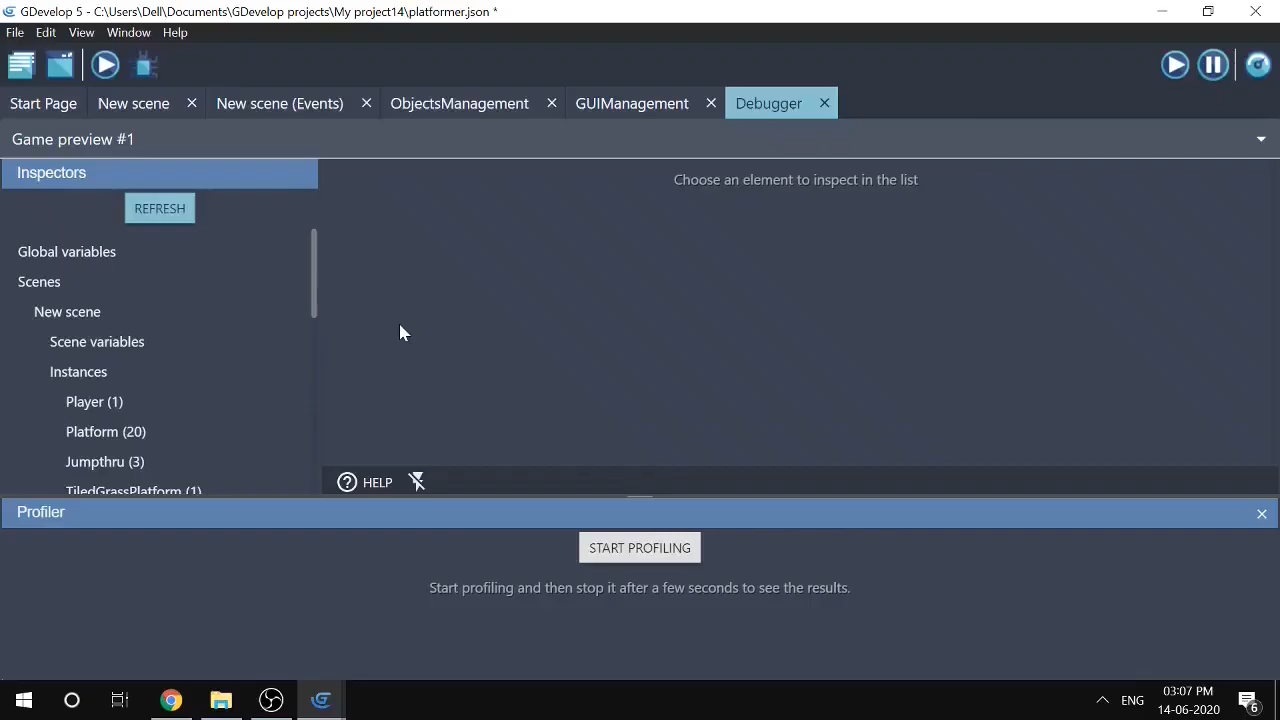 GDevelop 5 - C:\Users\Dell\Documents\GDevelop projects\My project14\platformer.json *
File Edit View Window Help
Start Page New scene New scene (Events) ObjectsManagement GUIManagement Debugger
Game preview #1
Inspectors
REFRESH
Choose an element to inspect in the list
Global variables
Scenes
New scene
Scene variables
Instances
Player (1)
Platform (20)
Jumpthru (3)
TiledGrassPlatform (1)
HELP
Profiler
START PROFILING
Start profiling and then stop it after a few seconds to see the results.
ENG
03:07 PM
14-06-2020
6